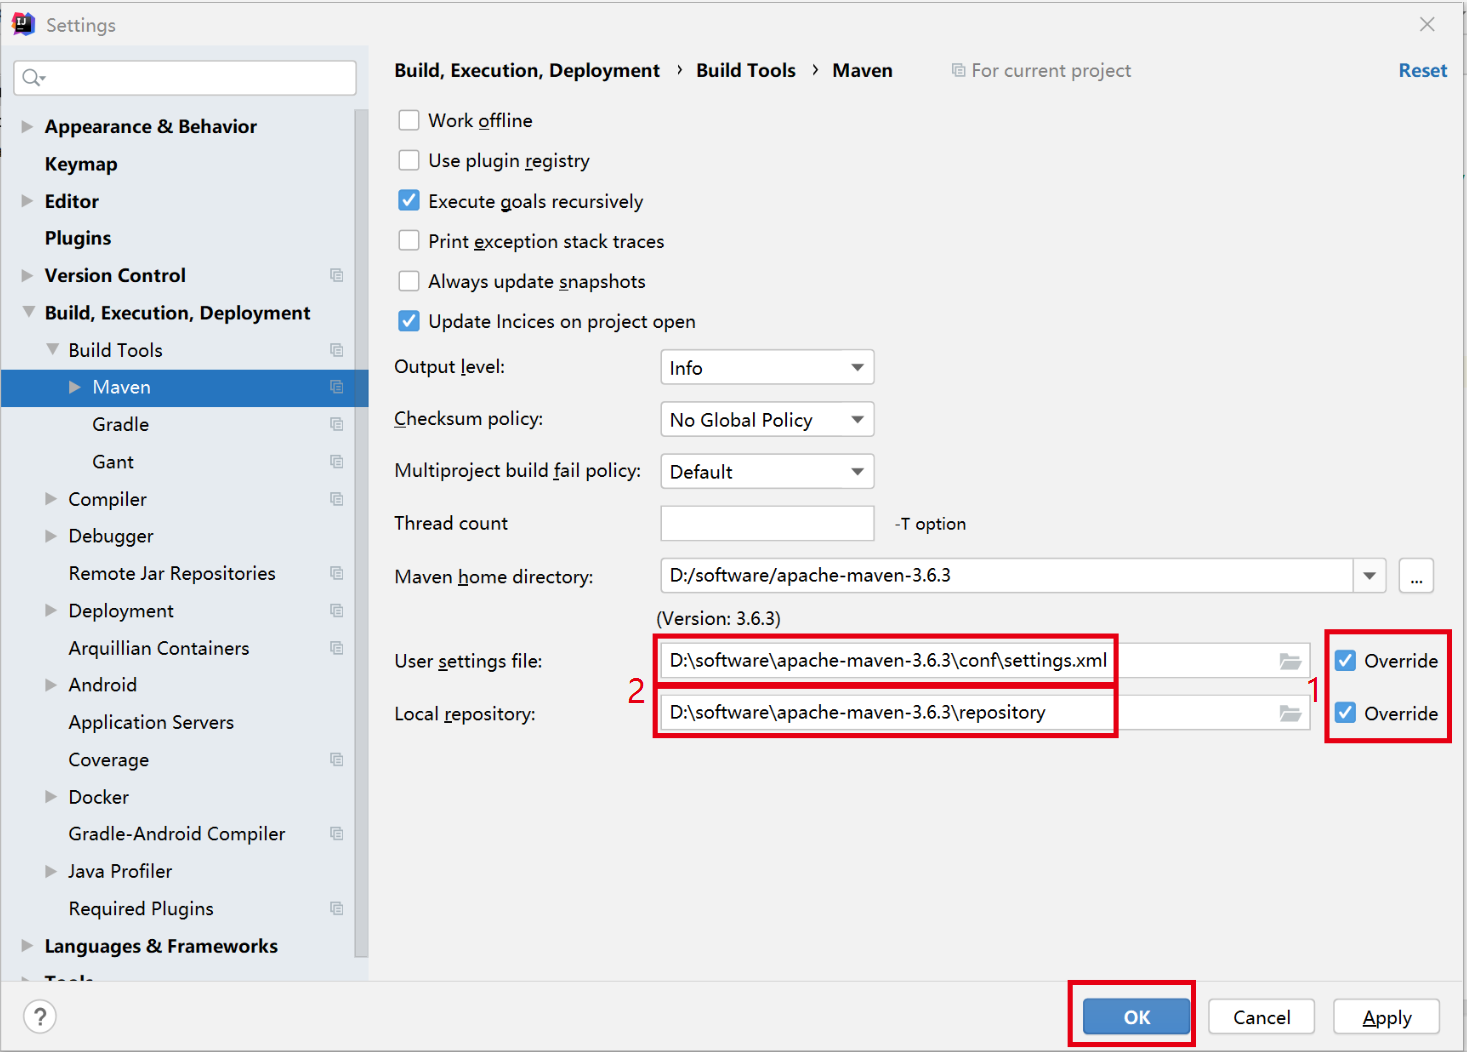 Settings
Appearance & Behavior
Keymap
Editor
Plugins
Version Control
Build, Execution, Deployment
Build Tools
Maven
Gradle
Gant
Compiler
Debugger
Remote Jar Repositories
Deployment
Arquillian Containers
Android
Application Servers
Coverage
Docker
Gradle-Android Compiler
Java Profiler
Required Plugins
Languages & Frameworks
Tools
Build, Execution, Deployment › Build Tools › Maven For current project Reset
Work offline
Use plugin registry
Execute goals recursively
Print exception stack traces
Always update snapshots
Update Incices on project open
Output level: Info
Checksum policy: No Global Policy
Multiproject build fail policy: Default
Thread count -T option
Maven home directory: D:/software/apache-maven-3.6.3 ...
(Version: 3.6.3)
User settings file: D:\software\apache-maven-3.6.3\conf\settings.xml Override
2 1
Local repository: D:\software\apache-maven-3.6.3\repository Override
? OK Cancel Apply